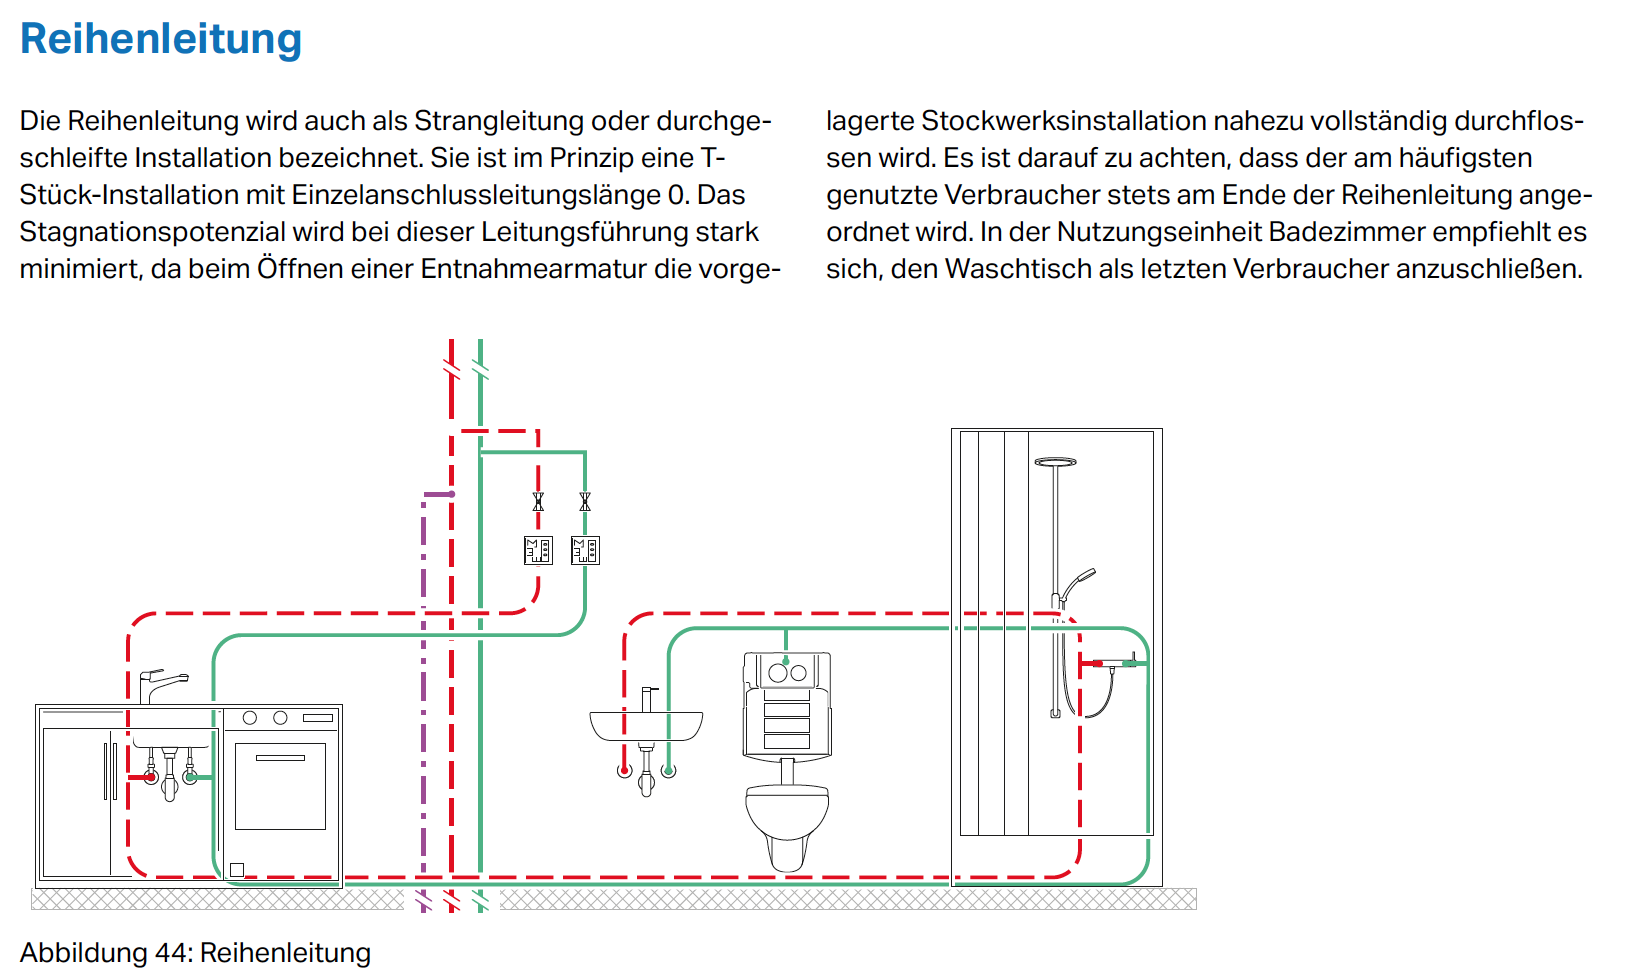 Reihenleitung
Die Reihenleitung wird auch als Strangleitung oder durchge-
schleifte Installation bezeichnet. Sie ist im Prinzip eine T-
Stück-Installation mit Einzelanschlussleitungslänge 0. Das
Stagnationspotenzial wird bei dieser Leitungsführung stark
minimiert, da beim Öffnen einer Entnahmearmatur die vorge-
lagerte Stockwerksinstallation nahezu vollständig durchflos-
sen wird. Es ist darauf zu achten, dass der am häufigsten
genutzte Verbraucher stets am Ende der Reihenleitung ange-
ordnet wird. In der Nutzungseinheit Badezimmer empfiehlt es
sich, den Waschtisch als letzten Verbraucher anzuschließen.
Abbildung 44: Reihenleitung